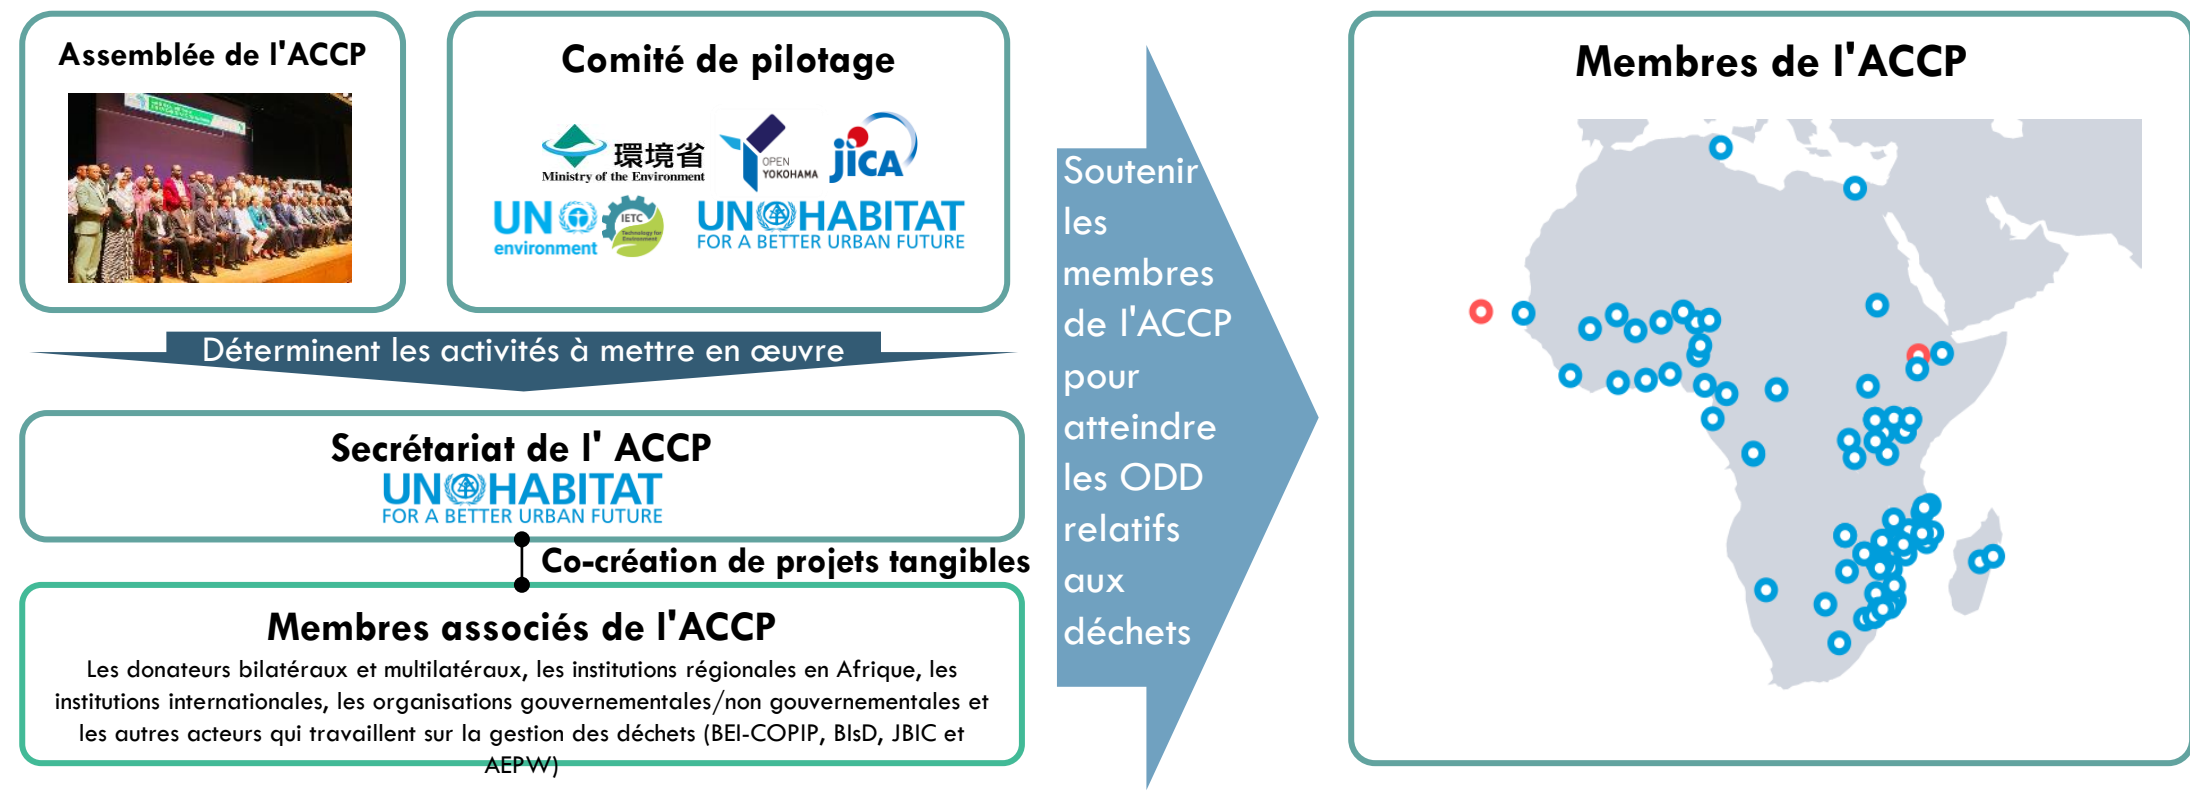 Assemblée de l'ACCP
Comité de pilotage
環境省
Ministry of the Environment
OPEN
YOKOHAMA
jICA
UN
environment
IETC
Technology for
Environment
UN HABITAT
FOR A BETTER URBAN FUTURE
Déterminent les activités à mettre en œuvre
Secrétariat de l' ACCP
UN HABITAT
FOR A BETTER URBAN FUTURE
Co-création de projets tangibles
Membres associés de l'ACCP
Les donateurs bilatéraux et multilatéraux, les institutions régionales en Afrique, les
institutions internationales, les organisations gouvernementales/non gouvernementales et
les autres acteurs qui travaillent sur la gestion des déchets (BEI-COPIP, BIsD, JBIC et
AEPW)
Soutenir
les
membres
de l'ACCP
pour
atteindre
les ODD
relatifs
aux
déchets
Membres de l'ACCP